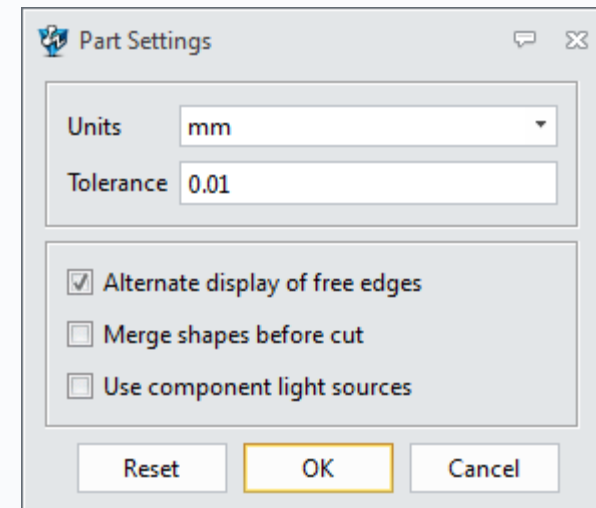 Part Settings
Units mm
Tolerance 0.01
Alternate display of free edges
Merge shapes before cut
Use component light sources
Reset OK Cancel